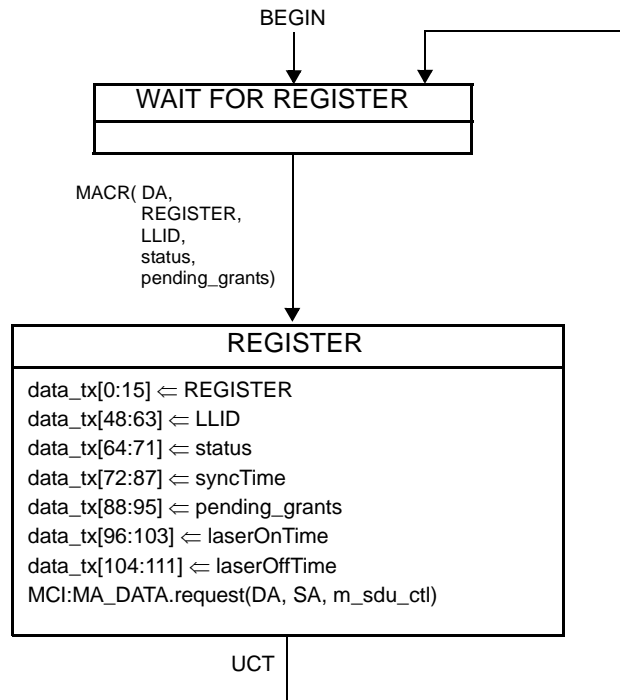 BEGIN
WAIT FOR REGISTER
MACR( DA,
REGISTER,
LLID,
status,
pending_grants)
REGISTER
data_tx[0:15] ⇐ REGISTER
data_tx[48:63] ⇐ LLID
data_tx[64:71] ⇐ status
data_tx[72:87] ⇐ syncTime
data_tx[88:95] ⇐ pending_grants
data_tx[96:103] ⇐ laserOnTime
data_tx[104:111] ⇐ laserOffTime
MCI:MA_DATA.request(DA, SA, m_sdu_ctl)
UCT